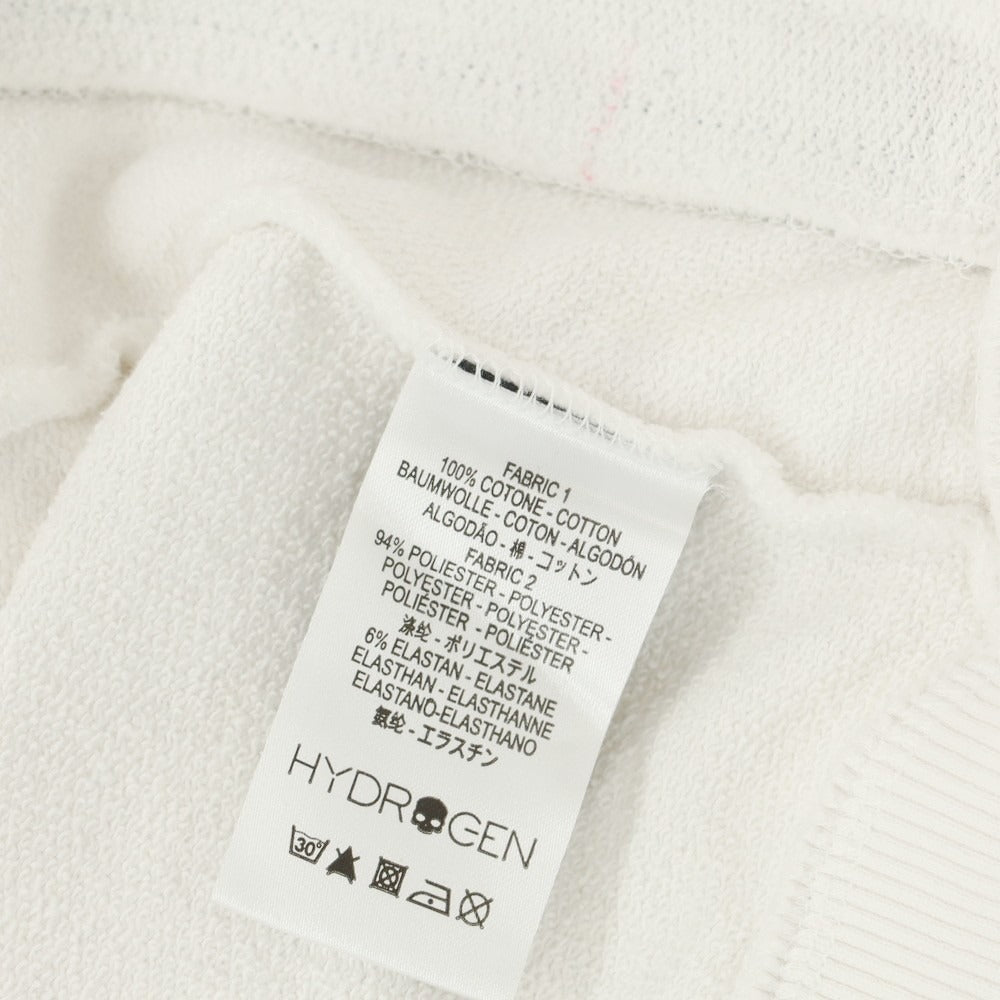 FABRIC 1
100% COTONE - COTTON
BAUMWOLLE - COTON - ALGODÓN
ALGODÃO - 棉 - コットン
FABRIC 2
94% POLIESTER - POLYESTER -
POLYESTER - POLYESTER -
POLIÉSTER - POLIÉSTER
涤纶 - ポリエステル
6% ELASTAN - ELASTANE
ELASTHAN - ELASTHANNE
ELASTANO-ELASTHANO
氨纶 - エラスチン
HYDROGEN
30°